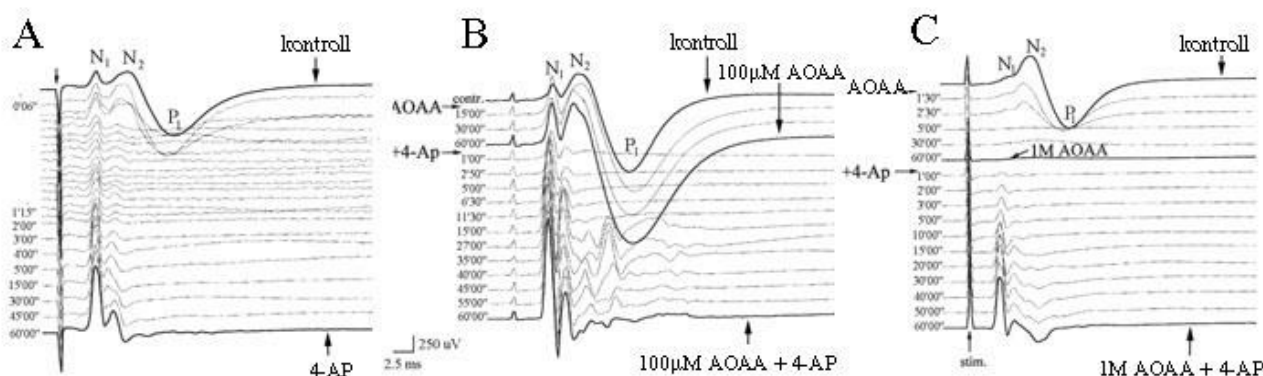 A
N1 N2
kontroll
0'06"
P1
1'15"
2'00"
3'00"
4'00"
5'00"
15'00"
30'00"
45'00"
60'00"
4-AP
B
N1 N2
kontroll
100μM AOAA
contr.
AOAA
15'00"
30'00"
60'00"
P1
+4-Ap
1'00"
2'50"
5'00"
6'30"
11'30"
15'00"
27'00"
35'00"
40'00"
45'00"
55'00"
60'00"
250 uV
2.5 ms
100μM AOAA + 4-AP
C
N1
N2
kontroll
AOAA
1'30"
2'30"
5'00"
30'00"
60'00"
P1
1M AOAA
+4-Ap
1'00"
2'00"
3'00"
5'00"
10'00"
15'00"
20'00"
30'00"
40'00"
50'00"
60'00"
stim.
1M AOAA + 4-AP